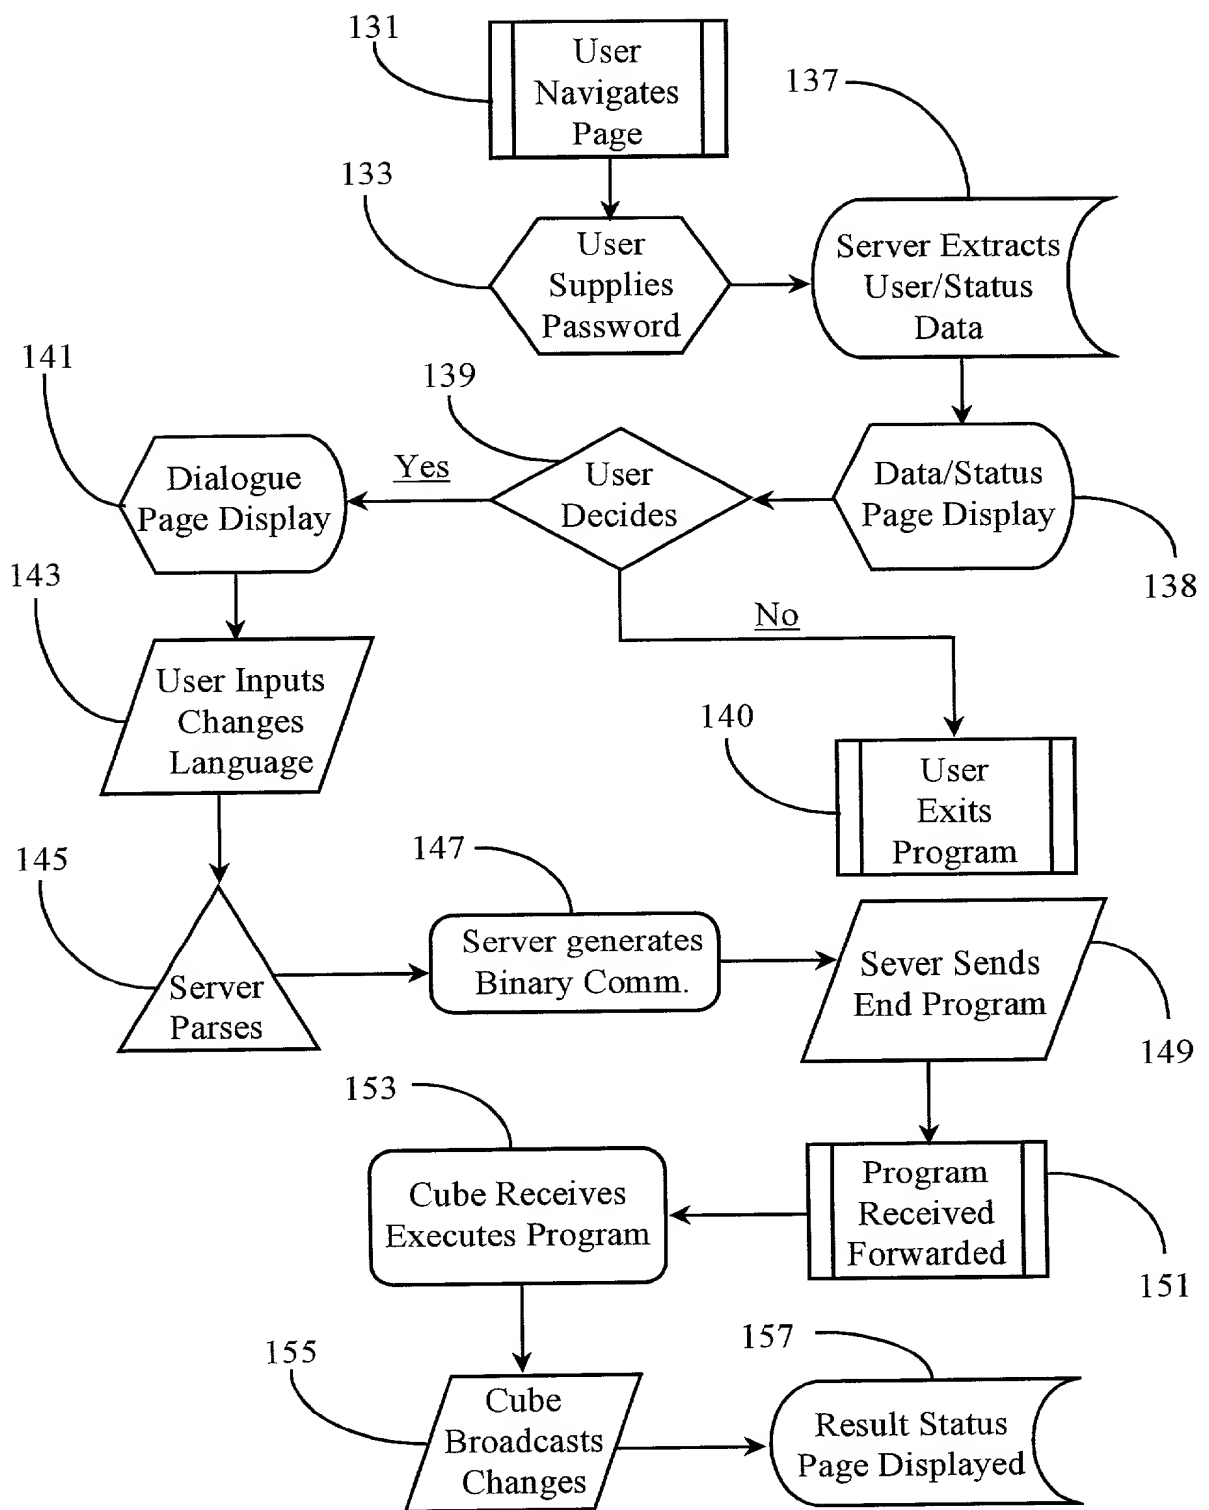 131
User
Navigates
Page
137
133
User
Supplies
Password
Server Extracts
User/Status
Data
141
139
Dialogue
Page Display
Yes
User
Decides
Data/Status
Page Display
138
143
No
User Inputs
Changes
Language
140
User
Exits
Program
145
147
Server
Parses
Server generates
Binary Comm.
Sever Sends
End Program
149
153
Cube Receives
Executes Program
Program
Received
Forwarded
151
155
157
Cube
Broadcasts
Changes
Result Status
Page Displayed